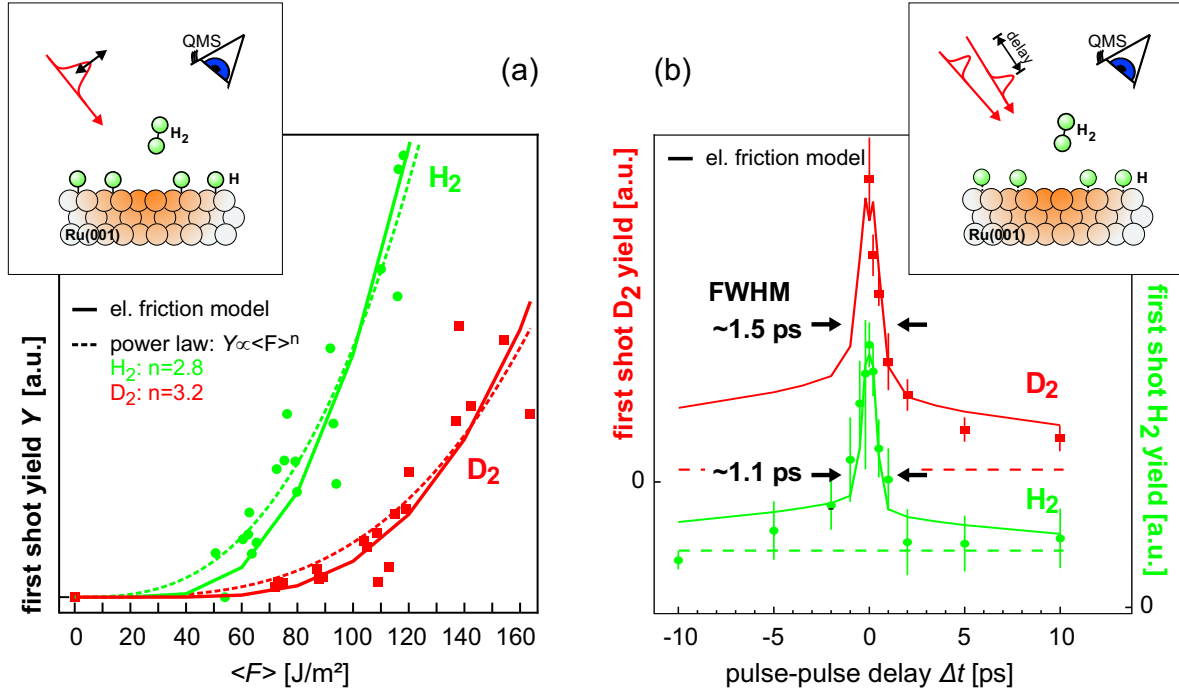 (a)
QMS
H₂
H
Ru(001)
H₂
el. friction model
power law: Y∝<F>ⁿ
H₂: n=2.8
D₂: n=3.2
D₂
first shot yield Y [a.u.]
0 20 40 60 80 100 120 140 160
<F> [J/m²]
(b)
delay
QMS
H₂
H
Ru(001)
el. friction model
FWHM
~1.5 ps
D₂
~1.1 ps
H₂
first shot D₂ yield [a.u.]
0
first shot H₂ yield [a.u.]
0
-10 -5 0 5 10
pulse-pulse delay Δt [ps]